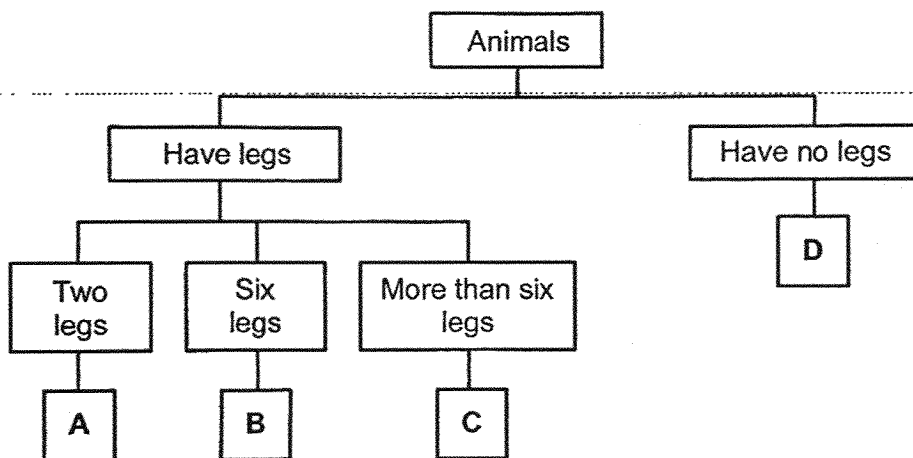 Animals
Have legs
Have no legs
D
Two
legs
Six
legs
More than six
legs
A
B
C